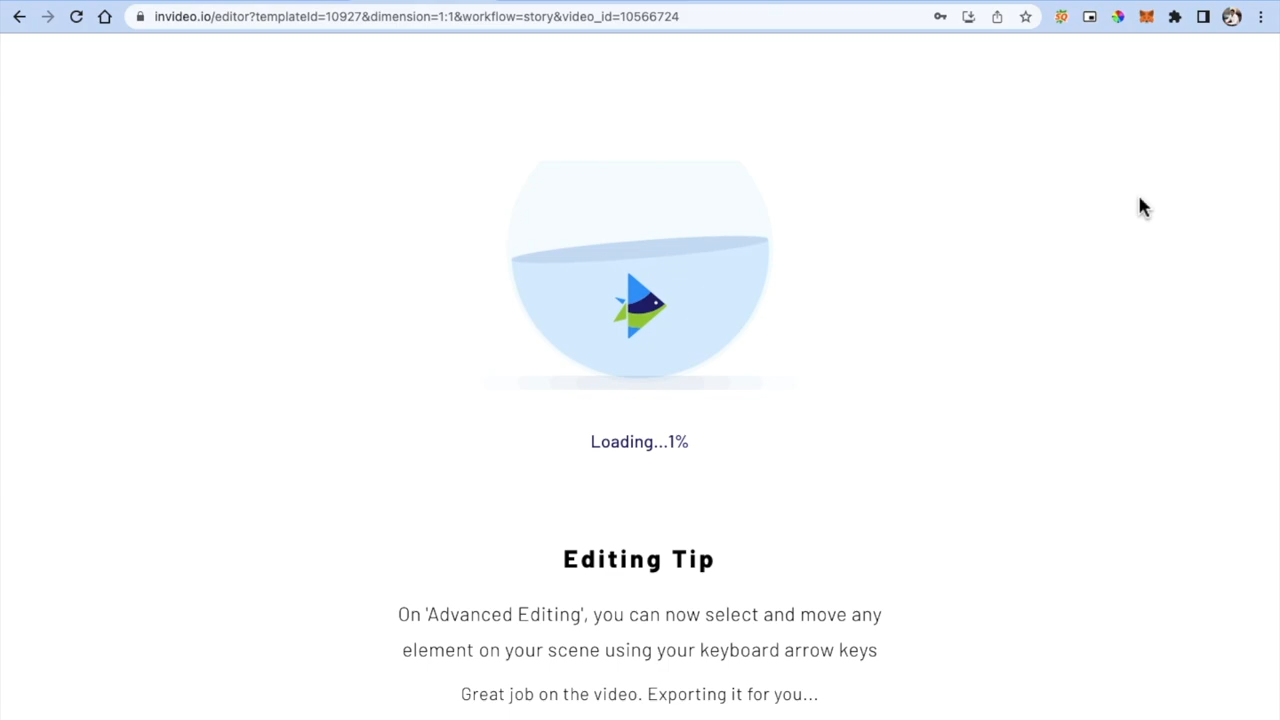 invideo.io/editor?templateId=10927&dimension=1:1&workflow=story&video_id=10566724
Loading...1%
Editing Tip
On 'Advanced Editing', you can now select and move any
element on your scene using your keyboard arrow keys
Great job on the video. Exporting it for you...